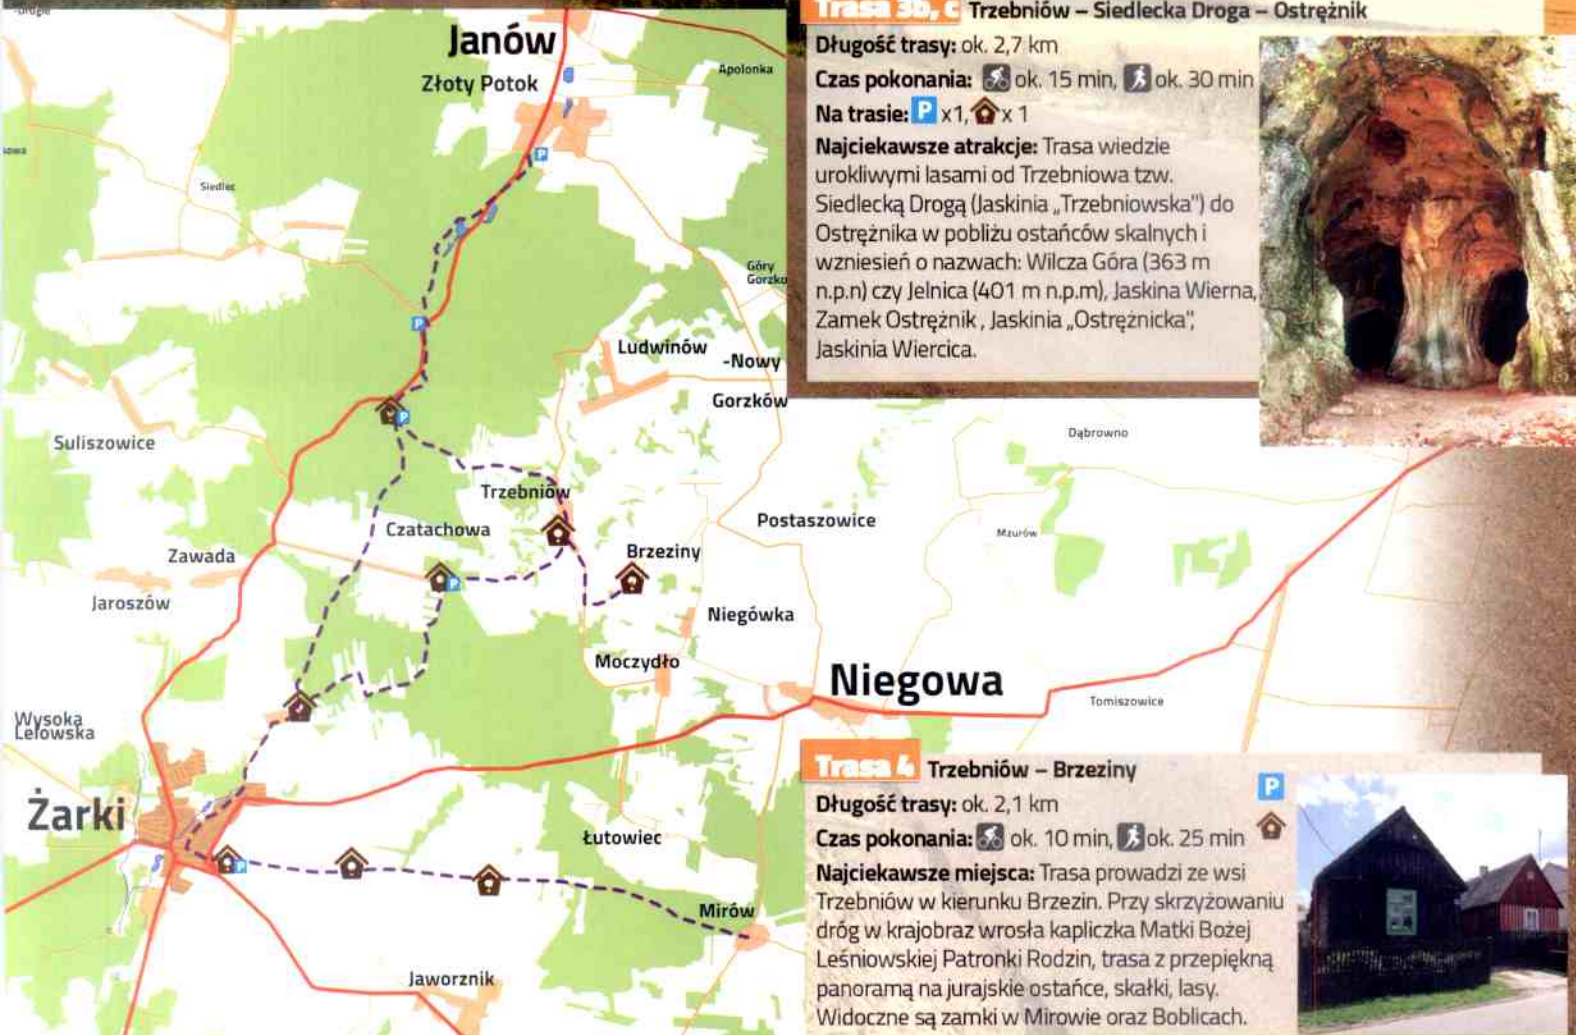 Janów
Złoty Potok
Apolonka
Siedlec
Góry
Gorzko
Ludwinów
-Nowy
Gorzków
Suliszowice
Dąbrowno
Trzebniów
Czatachowa
Postaszowice
Mzurów
Zawada
Brzeziny
Jaroszów
Niegówka
Moczydło
Niegowa
Tomiszowice
Wysoka
Lelowska
Żarki
Łutowiec
Mirów
Jaworznik
Trasa 3b, c Trzebniów – Siedlecka Droga – Ostrężnik
Długość trasy: ok. 2,7 km
Czas pokonania: ok. 15 min, ok. 30 min
Na trasie: P x1, x 1
Najciekawsze atrakcje: Trasa wiedzie
urokliwymi lasami od Trzebniowa tzw.
Siedlecką Drogą (Jaskinia „Trzebniowska") do
Ostrężnika w pobliżu ostańców skalnych i
wzniesień o nazwach: Wilcza Góra (363 m
n.p.n) czy Jelnica (401 m n.p.m), Jaskina Wierna,
Zamek Ostrężnik , Jaskinia „Ostrężnicka",
Jaskinia Wiercica.
Trasa 4 Trzebniów – Brzeziny
P
Długość trasy: ok. 2,1 km
Czas pokonania: ok. 10 min, ok. 25 min
Najciekawsze miejsca: Trasa prowadzi ze wsi
Trzebniów w kierunku Brzezin. Przy skrzyżowaniu
dróg w krajobraz wrosła kapliczka Matki Bożej
Leśniowskiej Patronki Rodzin, trasa z przepiękną
panoramą na jurajskie ostańce, skałki, lasy.
Widoczne są zamki w Mirowie oraz Boblicach.